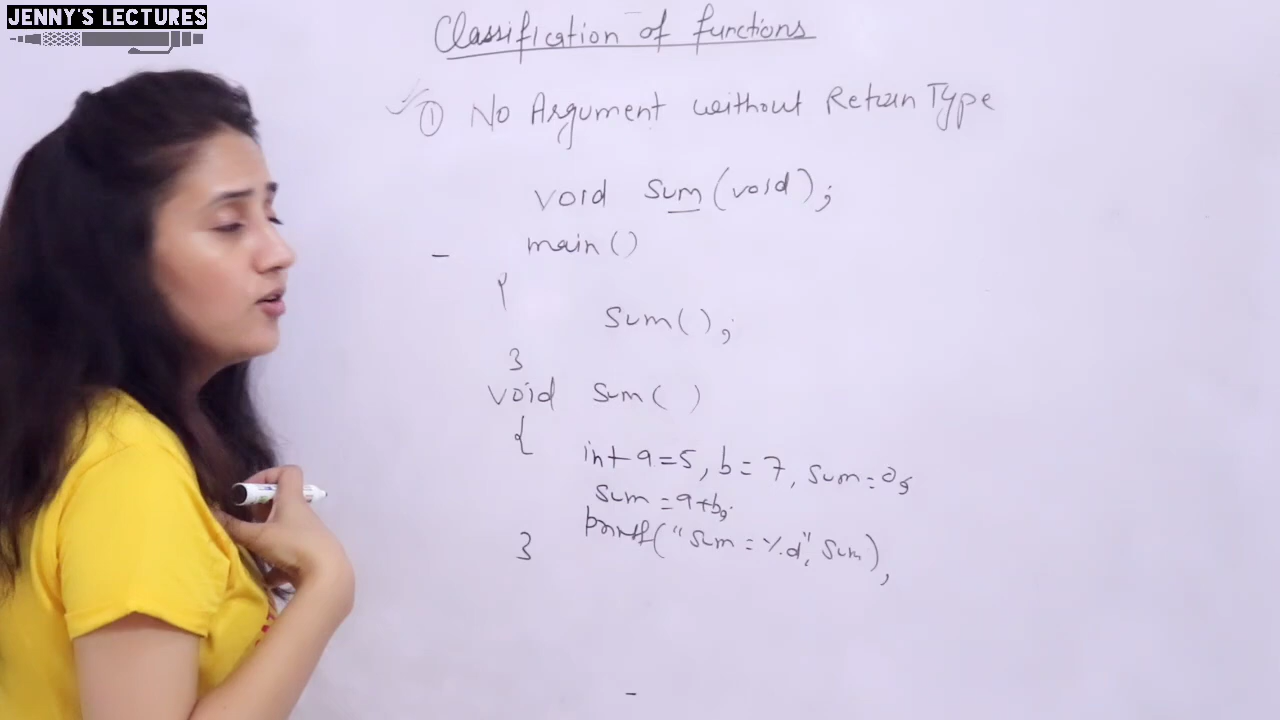 JENNY'S LECTURES
Classification of functions
① No Argument without Return Type
void sum(void);
main()
{
sum();
}
void sum( )
{
int a=5, b=7, sum=0;
sum=a+b;
printf("sum=%d", sum);
}